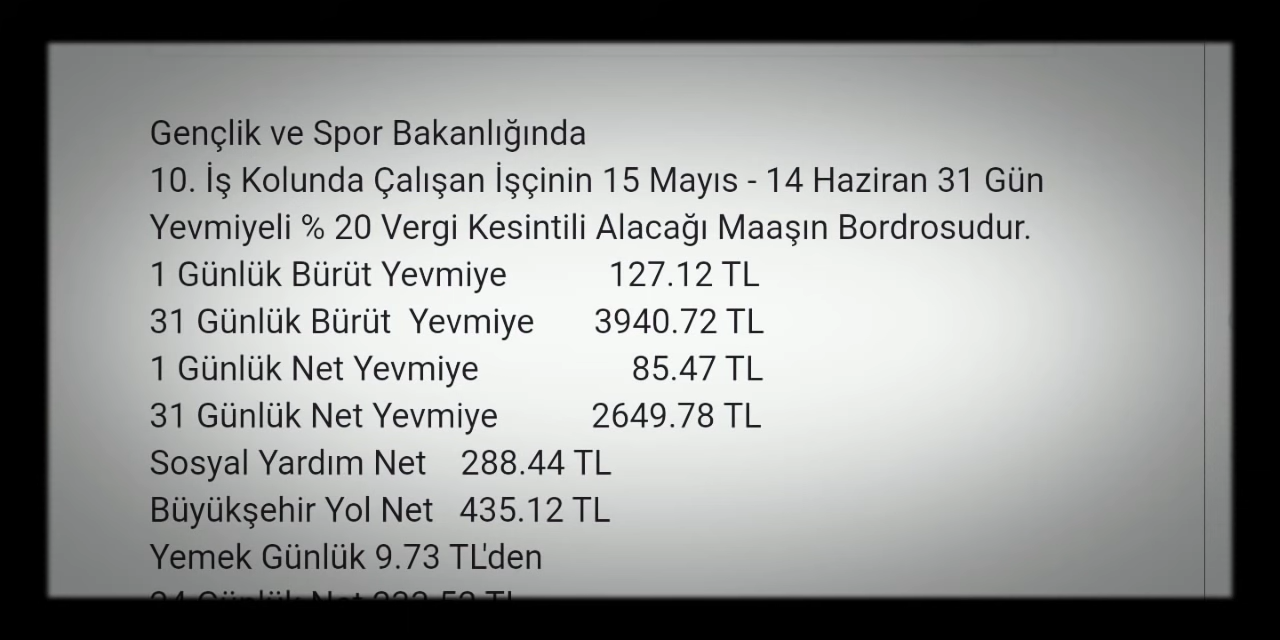 Gençlik ve Spor Bakanlığında
10. İş Kolunda Çalışan İşçinin 15 Mayıs - 14 Haziran 31 Gün
Yevmiyeli % 20 Vergi Kesintili Alacağı Maaşın Bordrosudur.
1 Günlük Bürüt Yevmiye 127.12 TL
31 Günlük Bürüt Yevmiye 3940.72 TL
1 Günlük Net Yevmiye 85.47 TL
31 Günlük Net Yevmiye 2649.78 TL
Sosyal Yardım Net 288.44 TL
Büyükşehir Yol Net 435.12 TL
Yemek Günlük 9.73 TL'den
Günlük Net TL